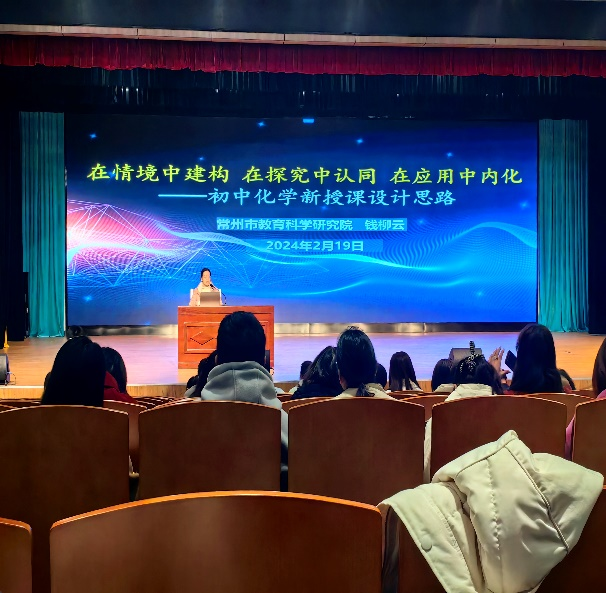 在情境中建构 在探究中认同 在应用中内化
——初中化学新授课设计思路
常州市教育科学研究院 钱柳云
2024年2月19日